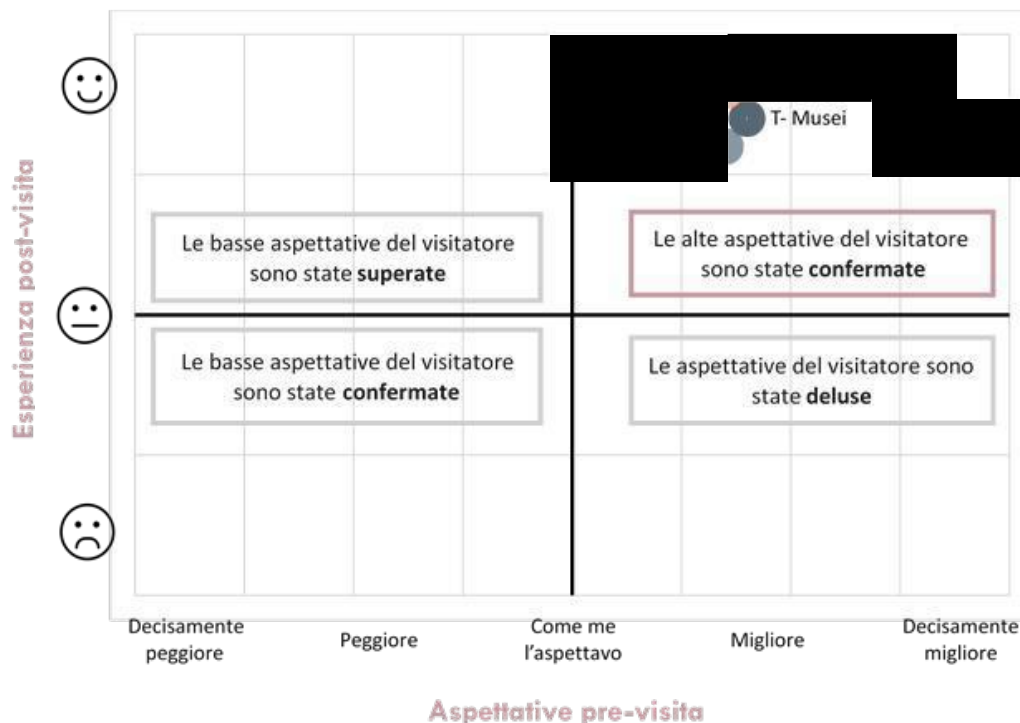 T- Musei
Le basse aspettative del visitatore
sono state superate
Le alte aspettative del visitatore
sono state confermate
Le basse aspettative del visitatore
sono state confermate
Le aspettative del visitatore sono
state deluse
Esperienza post-visita
Decisamente
peggiore
Peggiore
Come me
l'aspettavo
Migliore
Decisamente
migliore
Aspettative pre-visita